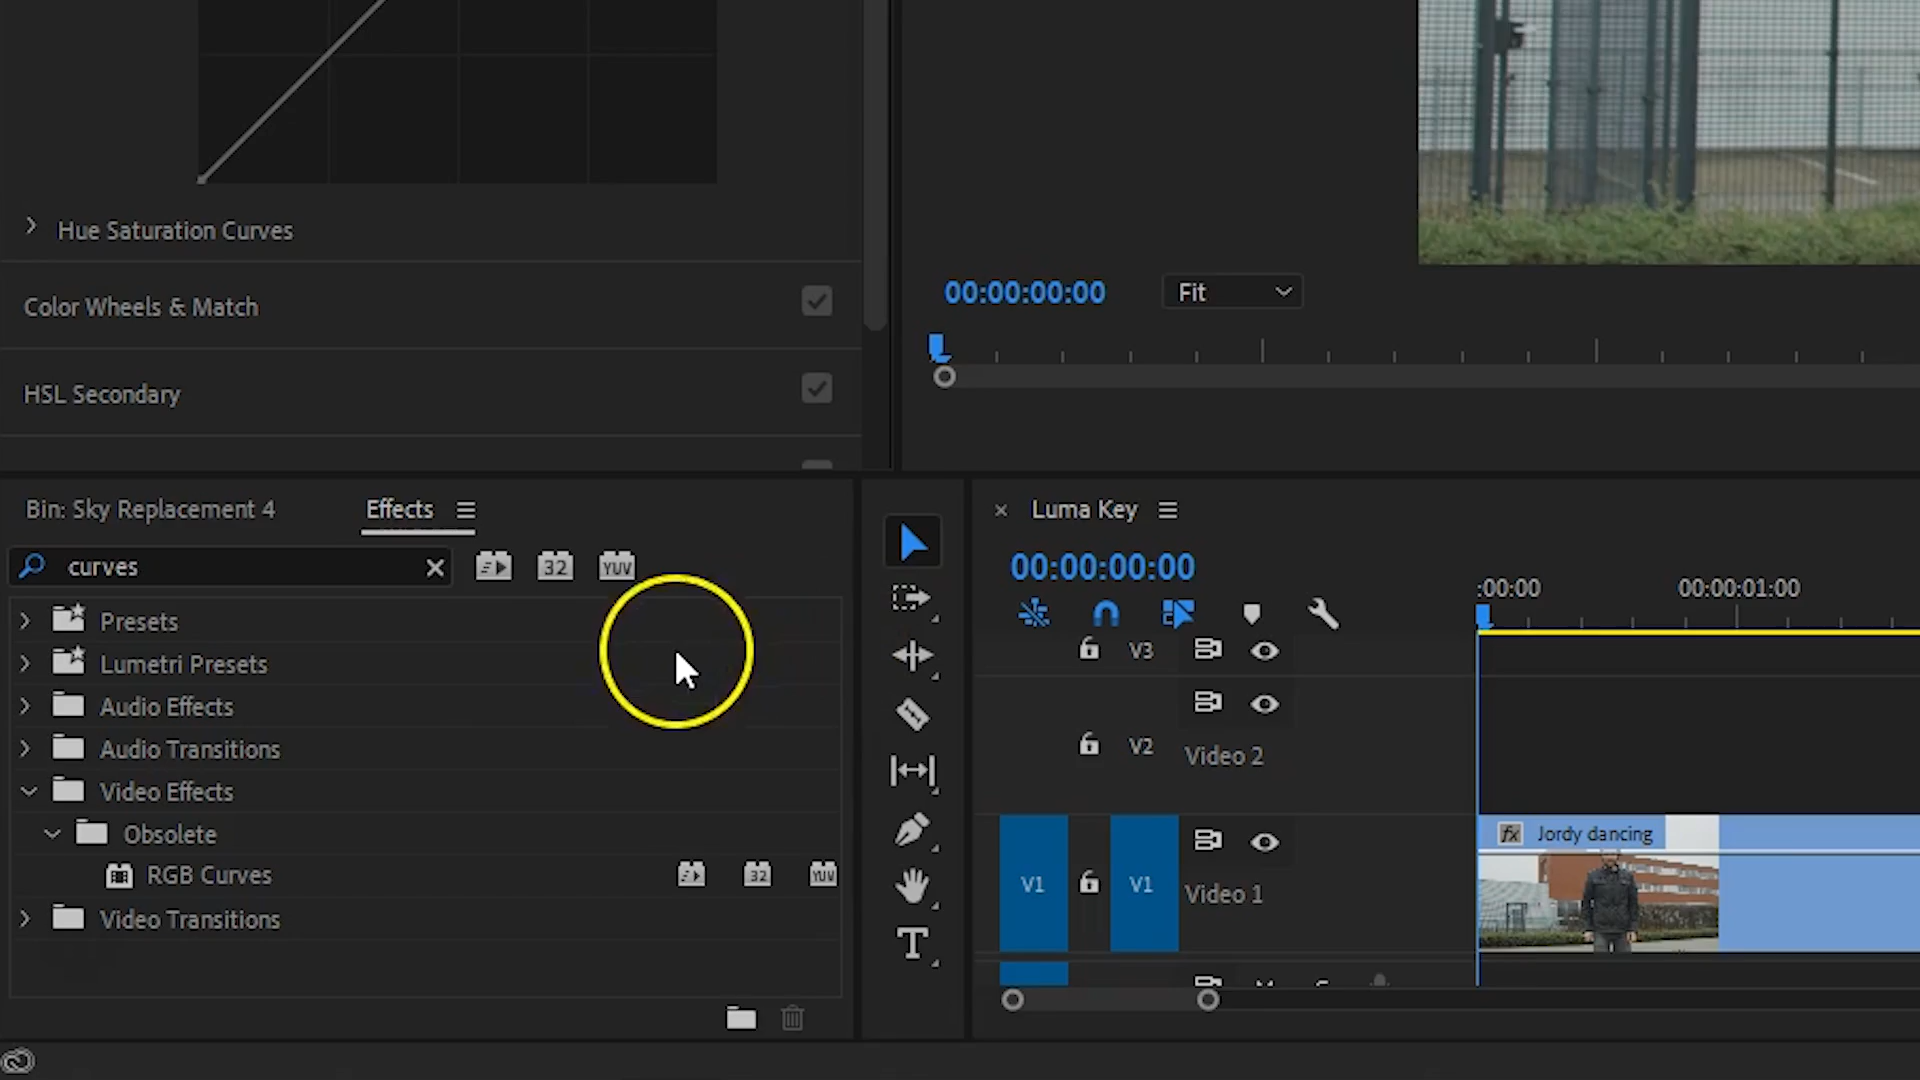 Hue Saturation Curves
Color Wheels & Match
HSL Secondary
00:00:00:00
Fit
Bin: Sky Replacement 4
Effects
curves
32
YUV
Presets
Lumetri Presets
Audio Effects
Audio Transitions
Video Effects
Obsolete
RGB Curves
32
YUV
Video Transitions
T
Luma Key
00:00:00:00
:00:00
00:00:01:00
V3
V2
Video 2
fx Jordy dancing
V1
V1
Video 1